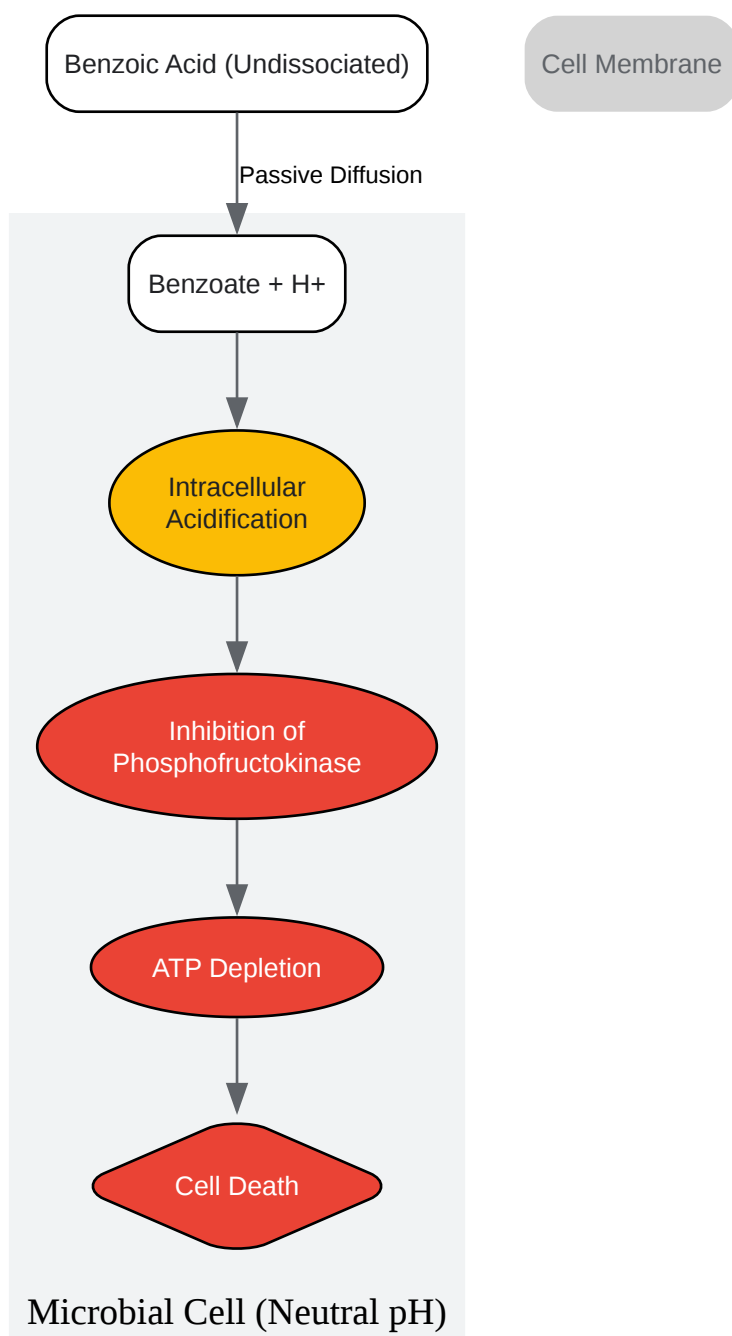 Benzoic Acid (Undissociated)
Cell Membrane
Passive Diffusion
Benzoate + H+
Intracellular
Acidification
Inhibition of
Phosphofructokinase
ATP Depletion
Cell Death
Microbial Cell (Neutral pH)